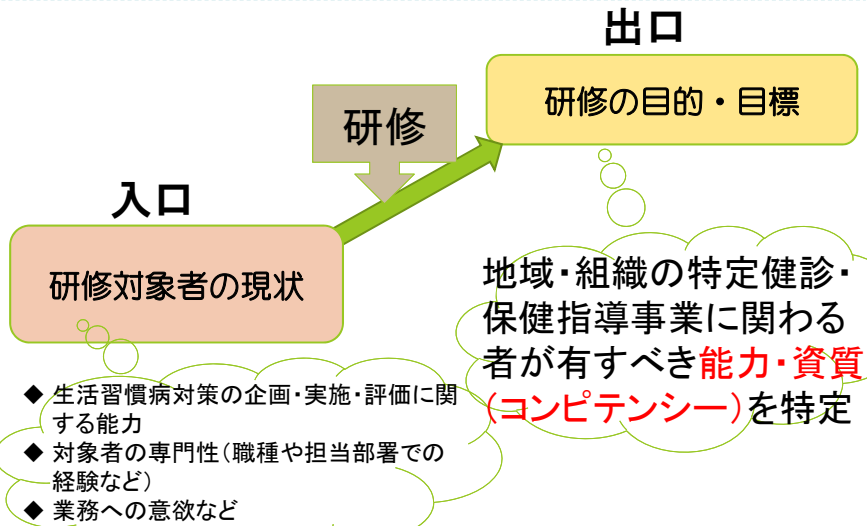 出口
研修の目的・目標
研修
入口
研修対象者の現状
地域・組織の特定健診・
保健指導事業に関わる
者が有すべき能力・資質
(コンピテンシー)を特定
◆ 生活習慣病対策の企画・実施・評価に関
する能力
◆ 対象者の専門性(職種や担当部署での
経験など)
◆ 業務への意欲など